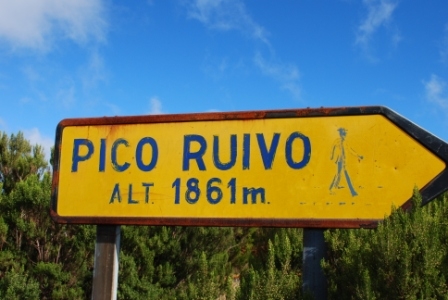 PICO RUIVO
ALT. 1861m.